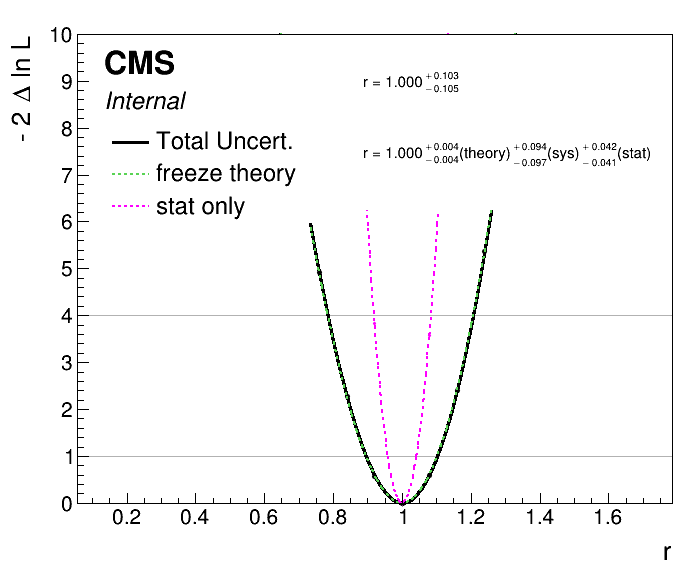 - 2 Δ ln L
10
9
8
7
6
5
4
3
2
1
0
CMS
Internal
Total Uncert.
freeze theory
stat only
r = 1.000 +0.103 -0.105
r = 1.000 +0.004 -0.004 (theory) +0.094 -0.097 (sys) +0.042 -0.041 (stat)
0.2 0.4 0.6 0.8 1 1.2 1.4 1.6
r